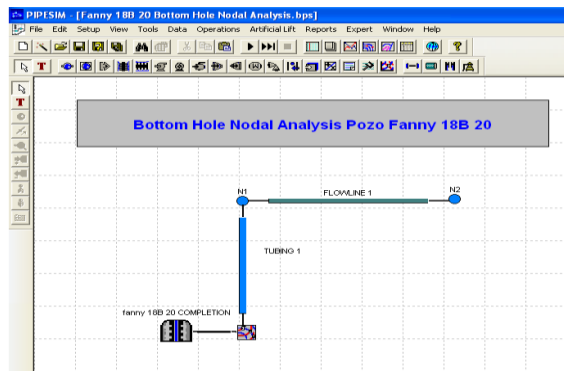 PIPESIM - [Fanny 18B 20 Bottom Hole Nodal Analysis.bps]
File Edit Setup View Tools Data Operations Artificial Lift Reports Expert Window Help
T T
Bottom Hole Nodal Analysis Pozo Fanny 18B 20
N1 FLOWLINE 1 N2
TUBING 1
fanny 18B 20 COMPLETION